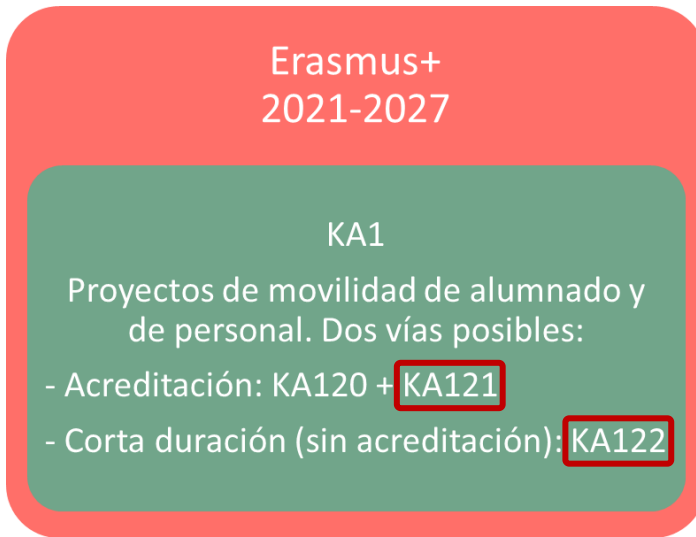 Erasmus+
2021-2027
KA1
Proyectos de movilidad de alumnado y
de personal. Dos vías posibles:
- Acreditación: KA120 + KA121
- Corta duración (sin acreditación): KA122